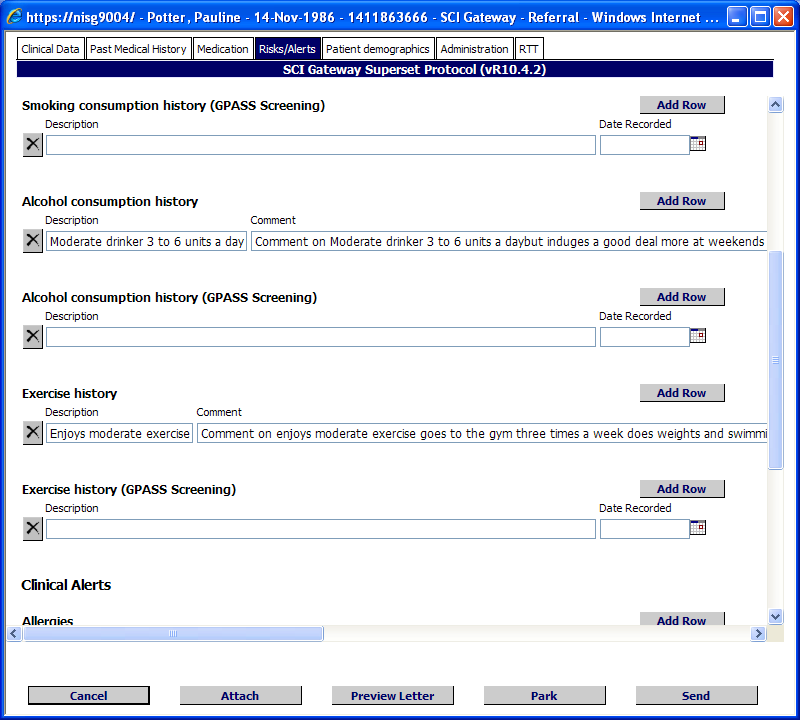 https://nisg9004/ - Potter, Pauline - 14-Nov-1986 - 1411863666 - SCI Gateway - Referral - Windows Internet ...
Clinical Data Past Medical History Medication Risks/Alerts Patient demographics Administration RTT
SCI Gateway Superset Protocol (vR10.4.2)
Smoking consumption history (GPASS Screening) Add Row
Description Date Recorded
Alcohol consumption history Add Row
Description Comment
Moderate drinker 3 to 6 units a day Comment on Moderate drinker 3 to 6 units a daybut induges a good deal more at weekends
Alcohol consumption history (GPASS Screening) Add Row
Description Date Recorded
Exercise history Add Row
Description Comment
Enjoys moderate exercise Comment on enjoys moderate exercise goes to the gym three times a week does weights and swimmi
Exercise history (GPASS Screening) Add Row
Description Date Recorded
Clinical Alerts
Allergies Add Row
Cancel Attach Preview Letter Park Send